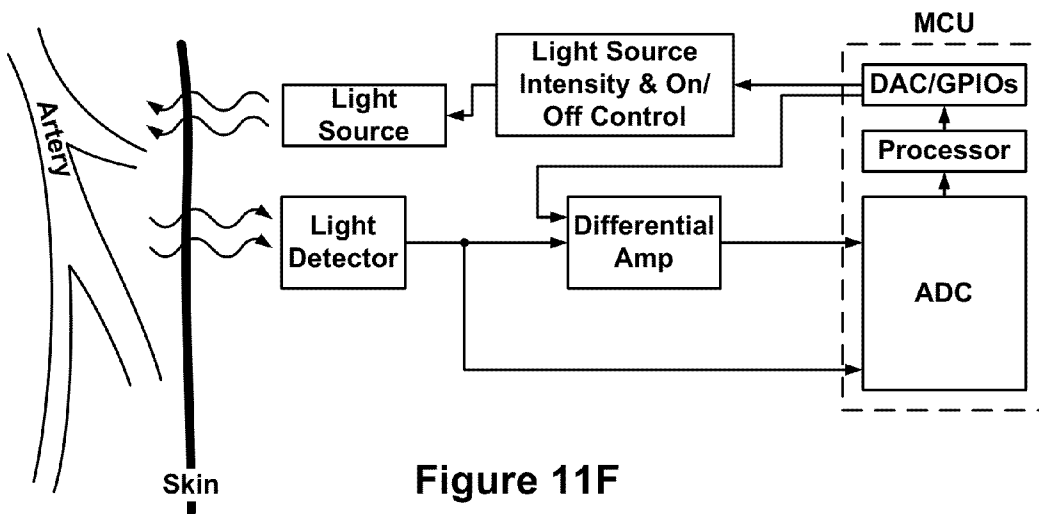 MCU
Light Source
Intensity & On/
Off Control
DAC/GPIOs
Light
Source
Processor
Artery
Light
Detector
Differential
Amp
ADC
Skin
Figure 11F